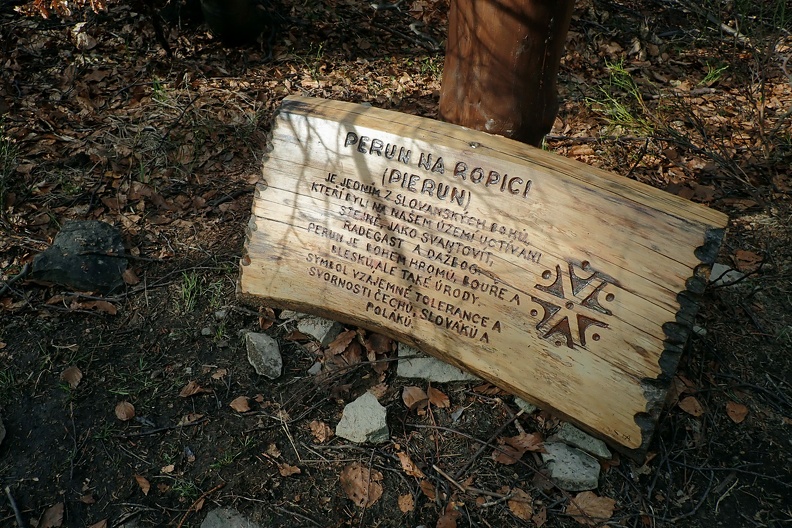 PERUN NA ROPICI
(PIERUN)
JE JEDNÍM Z SLOVANSKÝCH BOHŮ,
KTEŘÍ BYLI NA NAŠEM ÚZEMÍ UCTÍVANI
STEJNĚ, JAKO SVANTOVÍT,
RADEGAST A DAŽBOG.
PERUN JE BOHEM HROMU, BOUŘE A
BLESKU, ALE TAKÉ ÚRODY.
SYMBOL VZÁJEMNÉ TOLERANCE A
SVORNOSTI ČECHŮ, SLOVÁKŮ A
POLÁKŮ.